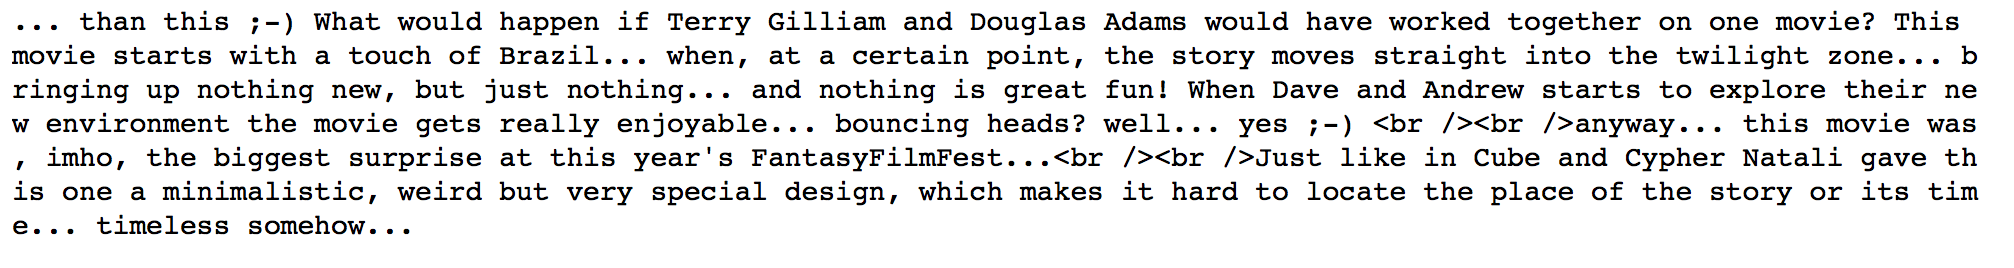 ... than this ;-) What would happen if Terry Gilliam and Douglas Adams would have worked together on one movie? This
movie starts with a touch of Brazil... when, at a certain point, the story moves straight into the twilight zone... b
ringing up nothing new, but just nothing... and nothing is great fun! When Dave and Andrew starts to explore their ne
w environment the movie gets really enjoyable... bouncing heads? well... yes ;-) <br /><br />anyway... this movie was
, imho, the biggest surprise at this year's FantasyFilmFest...<br /><br />Just like in Cube and Cypher Natali gave th
is one a minimalistic, weird but very special design, which makes it hard to locate the place of the story or its tim
e... timeless somehow...